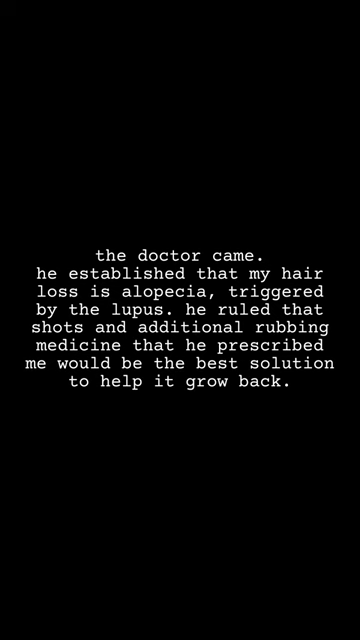 the doctor came.
he established that my hair
loss is alopecia, triggered
by the lupus. he ruled that
shots and additional rubbing
medicine that he prescribed
me would be the best solution
to help it grow back.